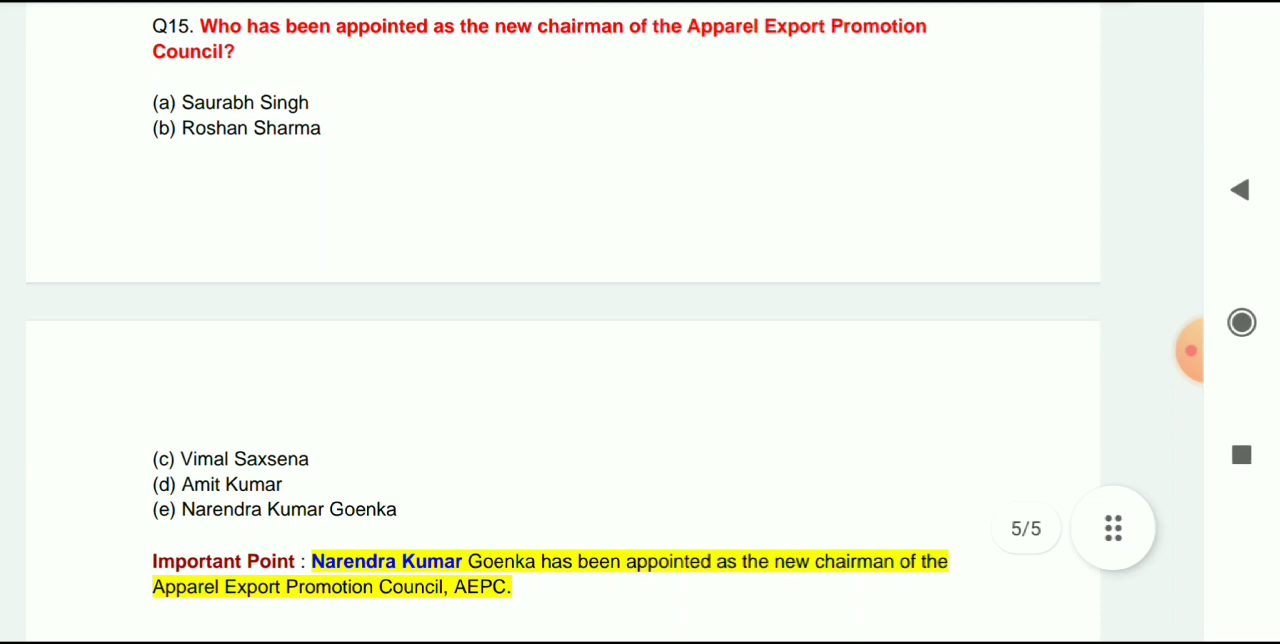 Q15. Who has been appointed as the new chairman of the Apparel Export Promotion
Council?
(a) Saurabh Singh
(b) Roshan Sharma
(c) Vimal Saxsena
(d) Amit Kumar
(e) Narendra Kumar Goenka
5/5
Important Point : Narendra Kumar Goenka has been appointed as the new chairman of the
Apparel Export Promotion Council, AEPC.